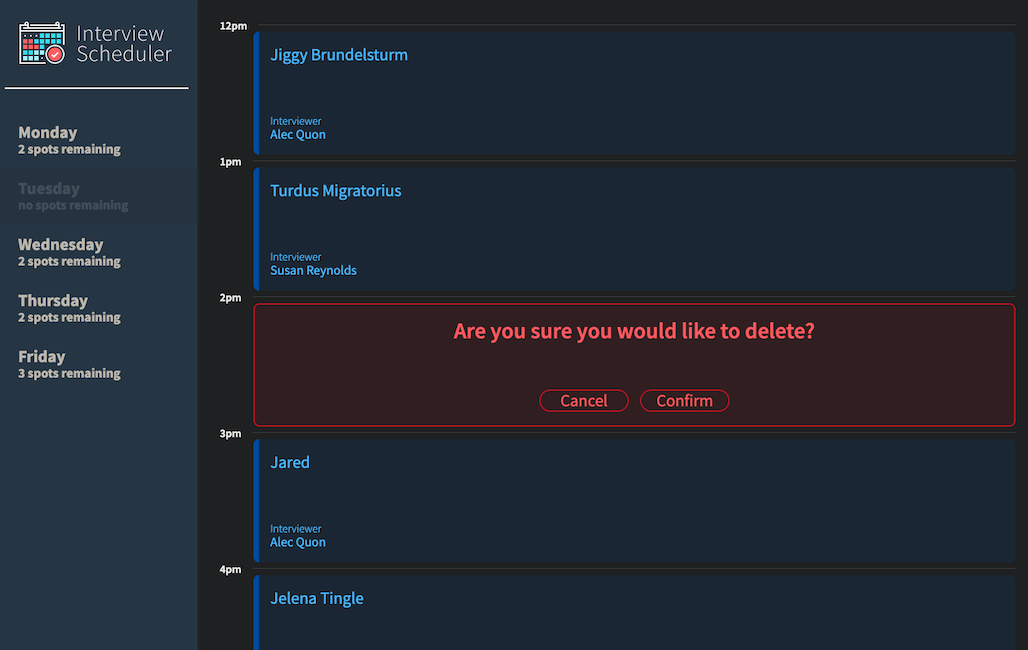 Interview
Scheduler
Monday
2 spots remaining
Tuesday
no spots remaining
Wednesday
2 spots remaining
Thursday
2 spots remaining
Friday
3 spots remaining
12pm
Jiggy Brundelsturm
Interviewer
Alec Quon
1pm
Turdus Migratorius
Interviewer
Susan Reynolds
2pm
Are you sure you would like to delete?
Cancel Confirm
3pm
Jared
Interviewer
Alec Quon
4pm
Jelena Tingle